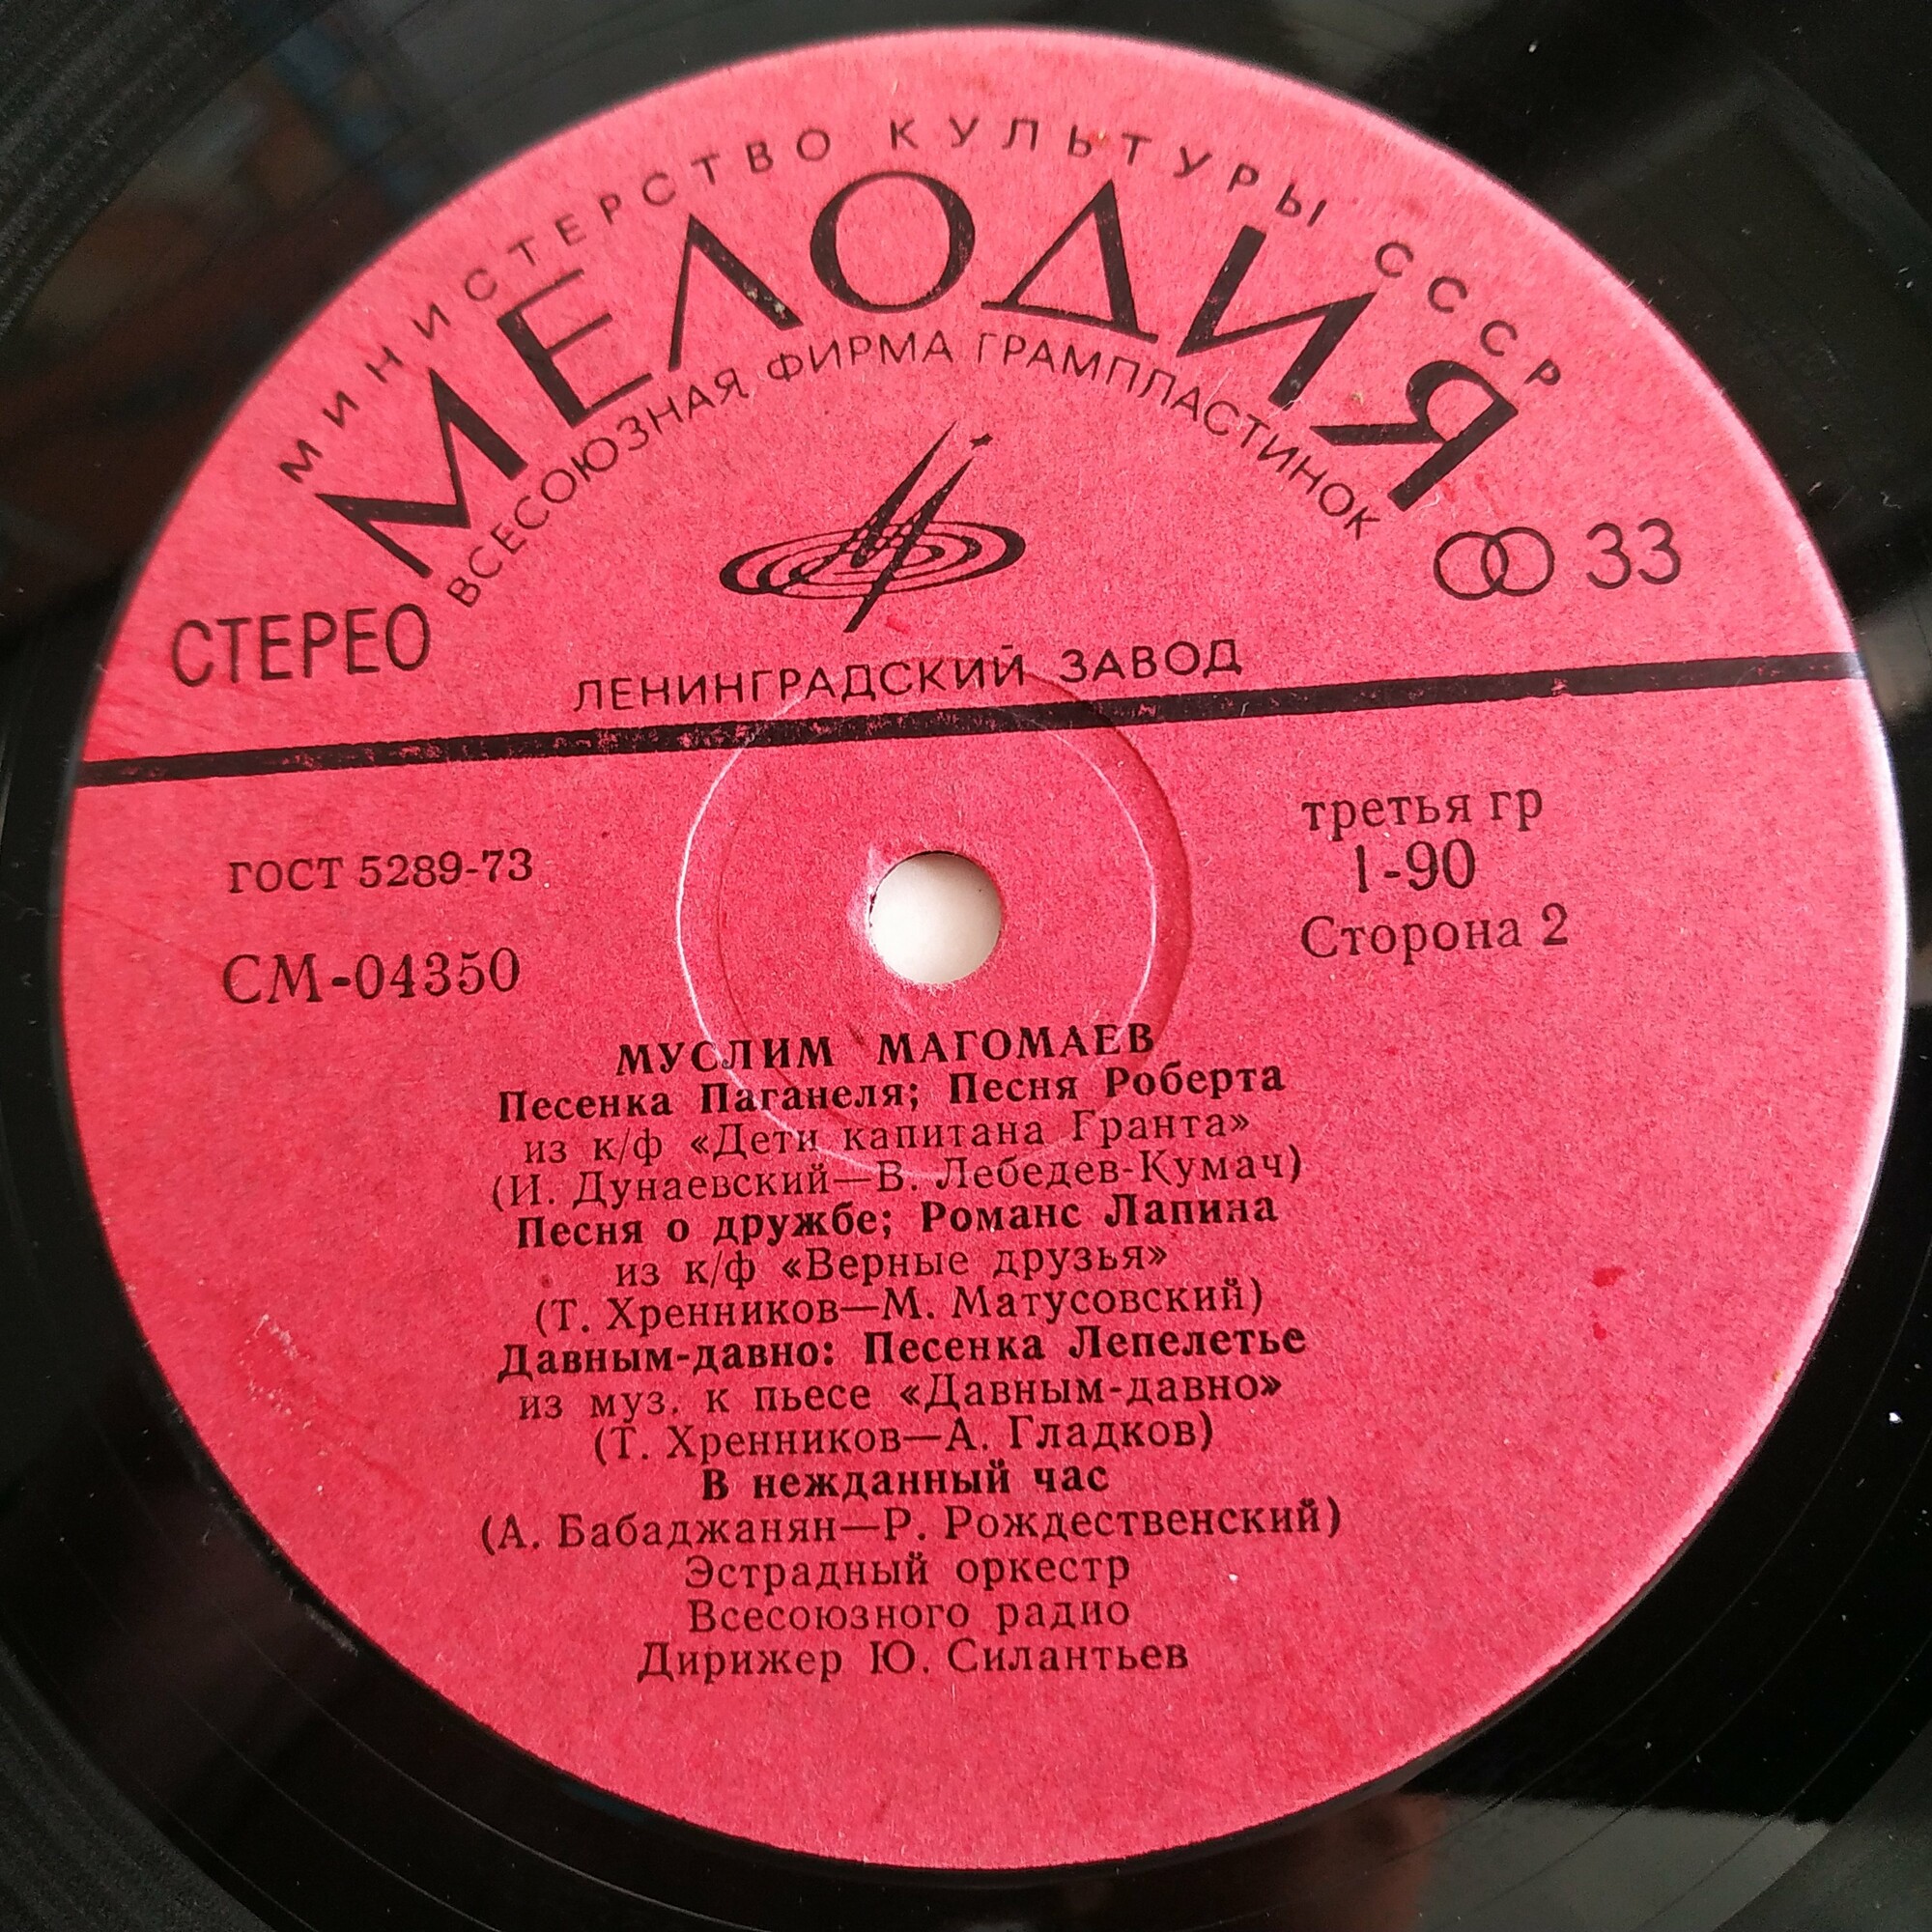 МИНИСТЕРСТВО КУЛЬТУРЫ СССР
МЕЛОДИЯ
ВСЕСОЮЗНАЯ ФИРМА ГРАМПЛАСТИНОК
СТЕРЕО
33
ЛЕНИНГРАДСКИЙ ЗАВОД
ГОСТ 5289-73
СМ-04350
третья гр
1-90
Сторона 2
МУСЛИМ МАГОМАЕВ
Песенка Паганеля; Песня Роберта
из к/ф «Дети капитана Гранта»
(И. Дунаевский—В. Лебедев-Кумач)
Песня о дружбе; Романс Лапина
из к/ф «Верные друзья»
(Т. Хренников—М. Матусовский)
Давным-давно: Песенка Лепелетье
из муз. к пьесе «Давным-давно»
(Т. Хренников—А. Гладков)
В нежданный час
(А. Бабаджанян—Р. Рождественский)
Эстрадный оркестр
Всесоюзного радио
Дирижер Ю. Силантьев